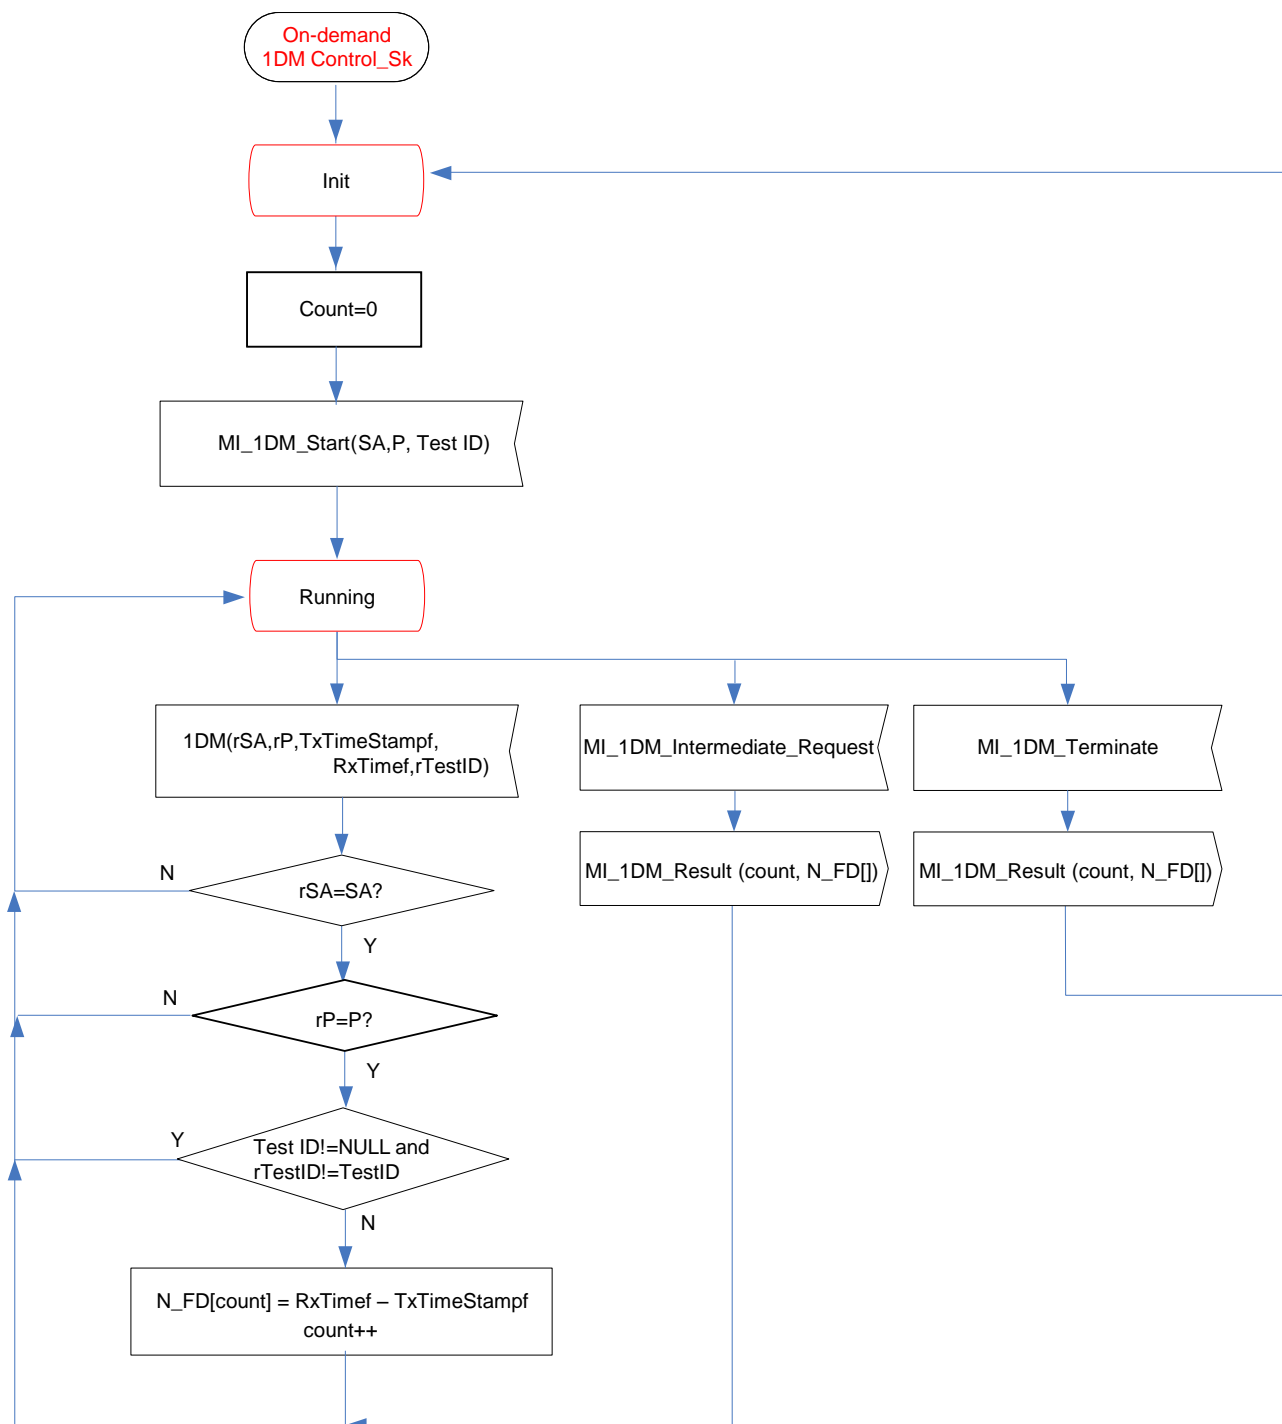 On-demand
1DM Control_Sk
Init
Count=0
MI_1DM_Start(SA,P, Test ID)
Running
1DM(rSA,rP,TxTimeStampf,
RxTimef,rTestID)
MI_1DM_Intermediate_Request
MI_1DM_Terminate
MI_1DM_Result (count, N_FD[])
MI_1DM_Result (count, N_FD[])
N
rSA=SA?
Y
N
rP=P?
Y
Y
Test ID!=NULL and
rTestID!=TestID
N
N_FD[count] = RxTimef – TxTimeStampf
count++